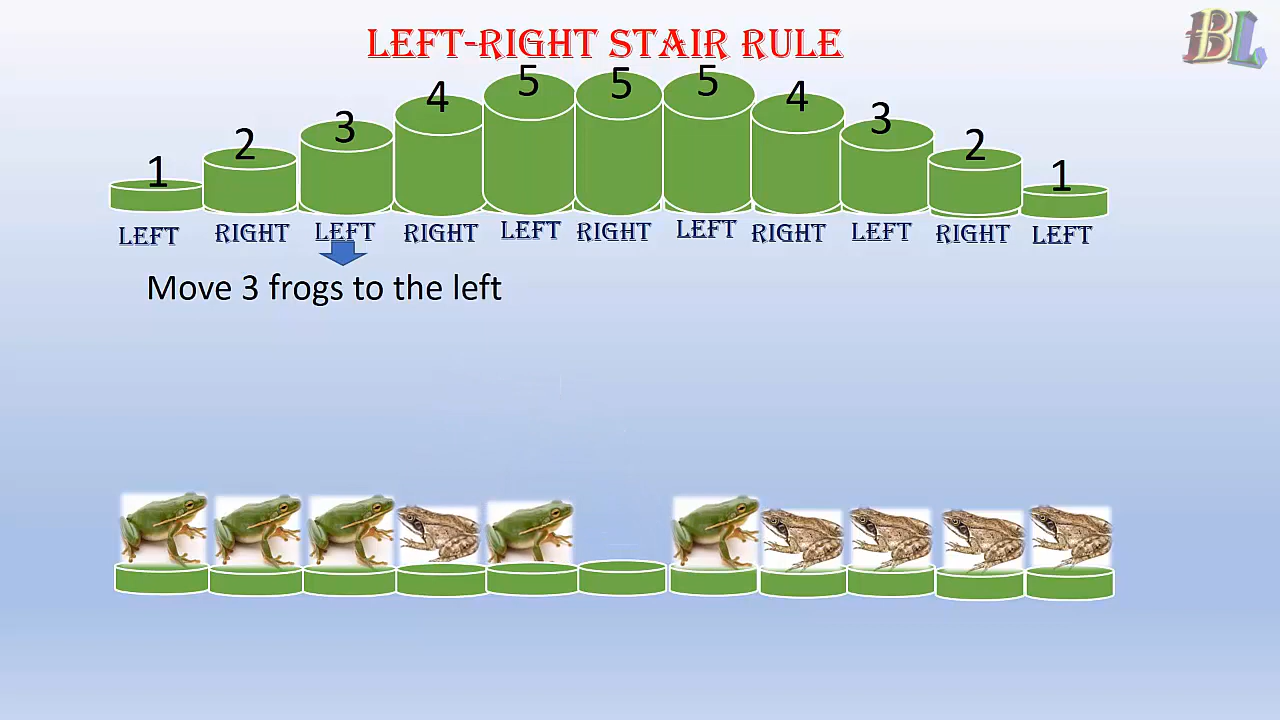 LEFT-RIGHT STAIR RULE
BL
1 2 3 4 5 5 5 4 3 2 1
LEFT RIGHT LEFT RIGHT LEFT RIGHT LEFT RIGHT LEFT RIGHT LEFT
Move 3 frogs to the left